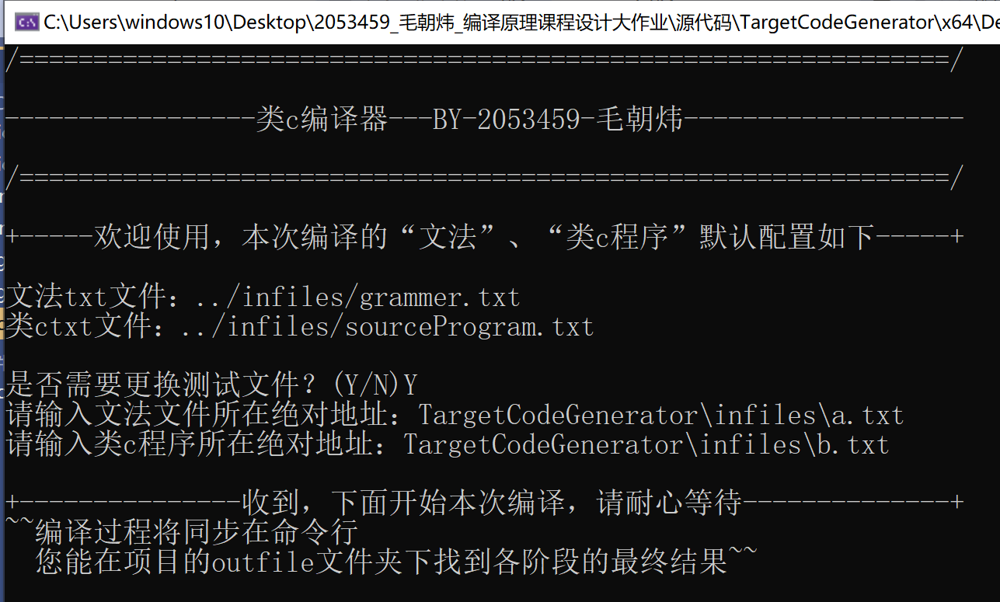 C:\Users\windows10\Desktop\2053459_毛朝炜_编译原理课程设计大作业\源代码\TargetCodeGenerator\x64\De
/===============================================================/
-----------------类c编译器---BY-2053459-毛朝炜-------------------
/===============================================================/
+------欢迎使用，本次编译的“文法”、“类c程序”默认配置如下-----+
文法txt文件：../infiles/grammer.txt
类ctxt文件：../infiles/sourceProgram.txt
是否需要更换测试文件？(Y/N)Y
请输入文法文件所在绝对地址：TargetCodeGenerator\infiles\a.txt
请输入类c程序所在绝对地址：TargetCodeGenerator\infiles\b.txt
+---------------收到，下面开始本次编译，请耐心等待--------------+
~~编译过程将同步在命令行
您能在项目的outfile文件夹下找到各阶段的最终结果~~